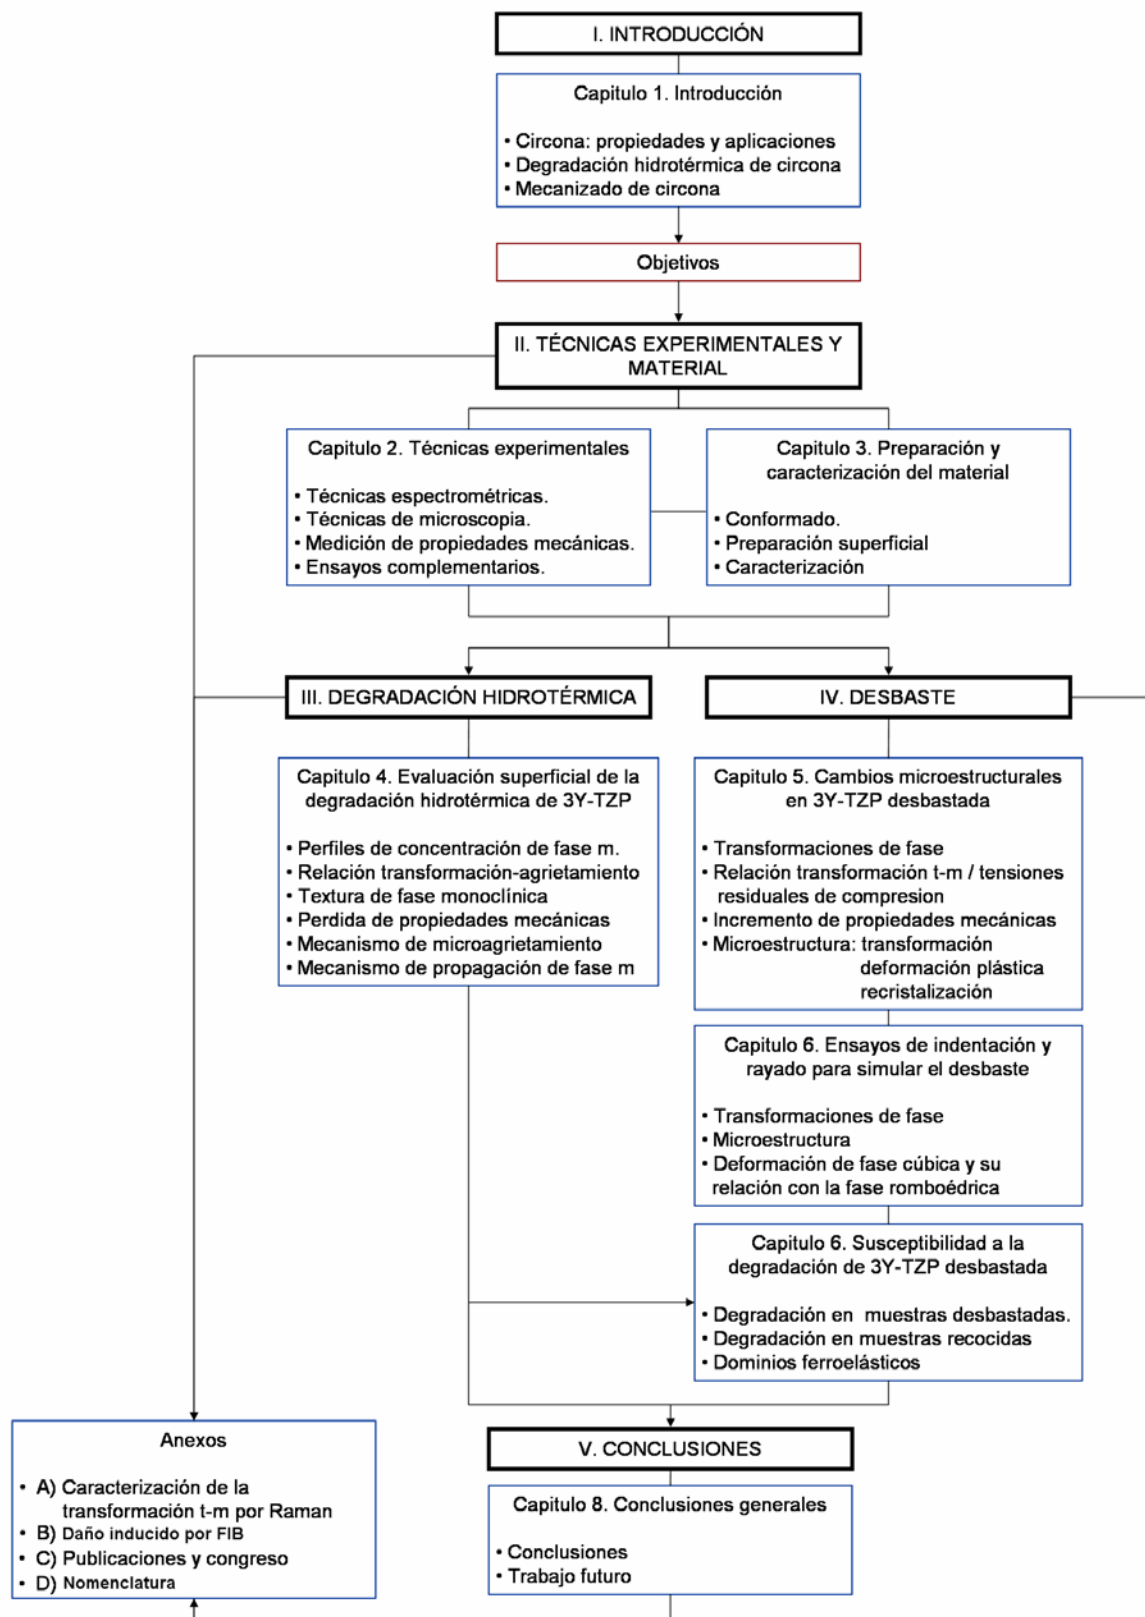 I. INTRODUCCIÓN
Capitulo 1. Introducción
• Circona: propiedades y aplicaciones
• Degradación hidrotérmica de circona
• Mecanizado de circona
Objetivos
II. TÉCNICAS EXPERIMENTALES Y
MATERIAL
Capitulo 2. Técnicas experimentales
• Técnicas espectrométricas.
• Técnicas de microscopia.
• Medición de propiedades mecánicas.
• Ensayos complementarios.
Capitulo 3. Preparación y
caracterización del material
• Conformado.
• Preparación superficial
• Caracterización
III. DEGRADACIÓN HIDROTÉRMICA
IV. DESBASTE
Capitulo 4. Evaluación superficial de la
degradación hidrotérmica de 3Y-TZP
• Perfiles de concentración de fase m.
• Relación transformación-agrietamiento
• Textura de fase monoclínica
• Perdida de propiedades mecánicas
• Mecanismo de microagrietamiento
• Mecanismo de propagación de fase m
Capitulo 5. Cambios microestructurales
en 3Y-TZP desbastada
• Transformaciones de fase
• Relación transformación t-m / tensiones
residuales de compresion
• Incremento de propiedades mecánicas
• Microestructura: transformación
deformación plástica
recristalización
Capitulo 6. Ensayos de indentación y
rayado para simular el desbaste
• Transformaciones de fase
• Microestructura
• Deformación de fase cúbica y su
relación con la fase romboédrica
Capitulo 6. Susceptibilidad a la
degradación de 3Y-TZP desbastada
• Degradación en muestras desbastadas.
• Degradación en muestras recocidas
• Dominios ferroelásticos
Anexos
• A) Caracterización de la
transformación t-m por Raman
• B) Daño inducido por FIB
• C) Publicaciones y congreso
• D) Nomenclatura
V. CONCLUSIONES
Capitulo 8. Conclusiones generales
• Conclusiones
• Trabajo futuro